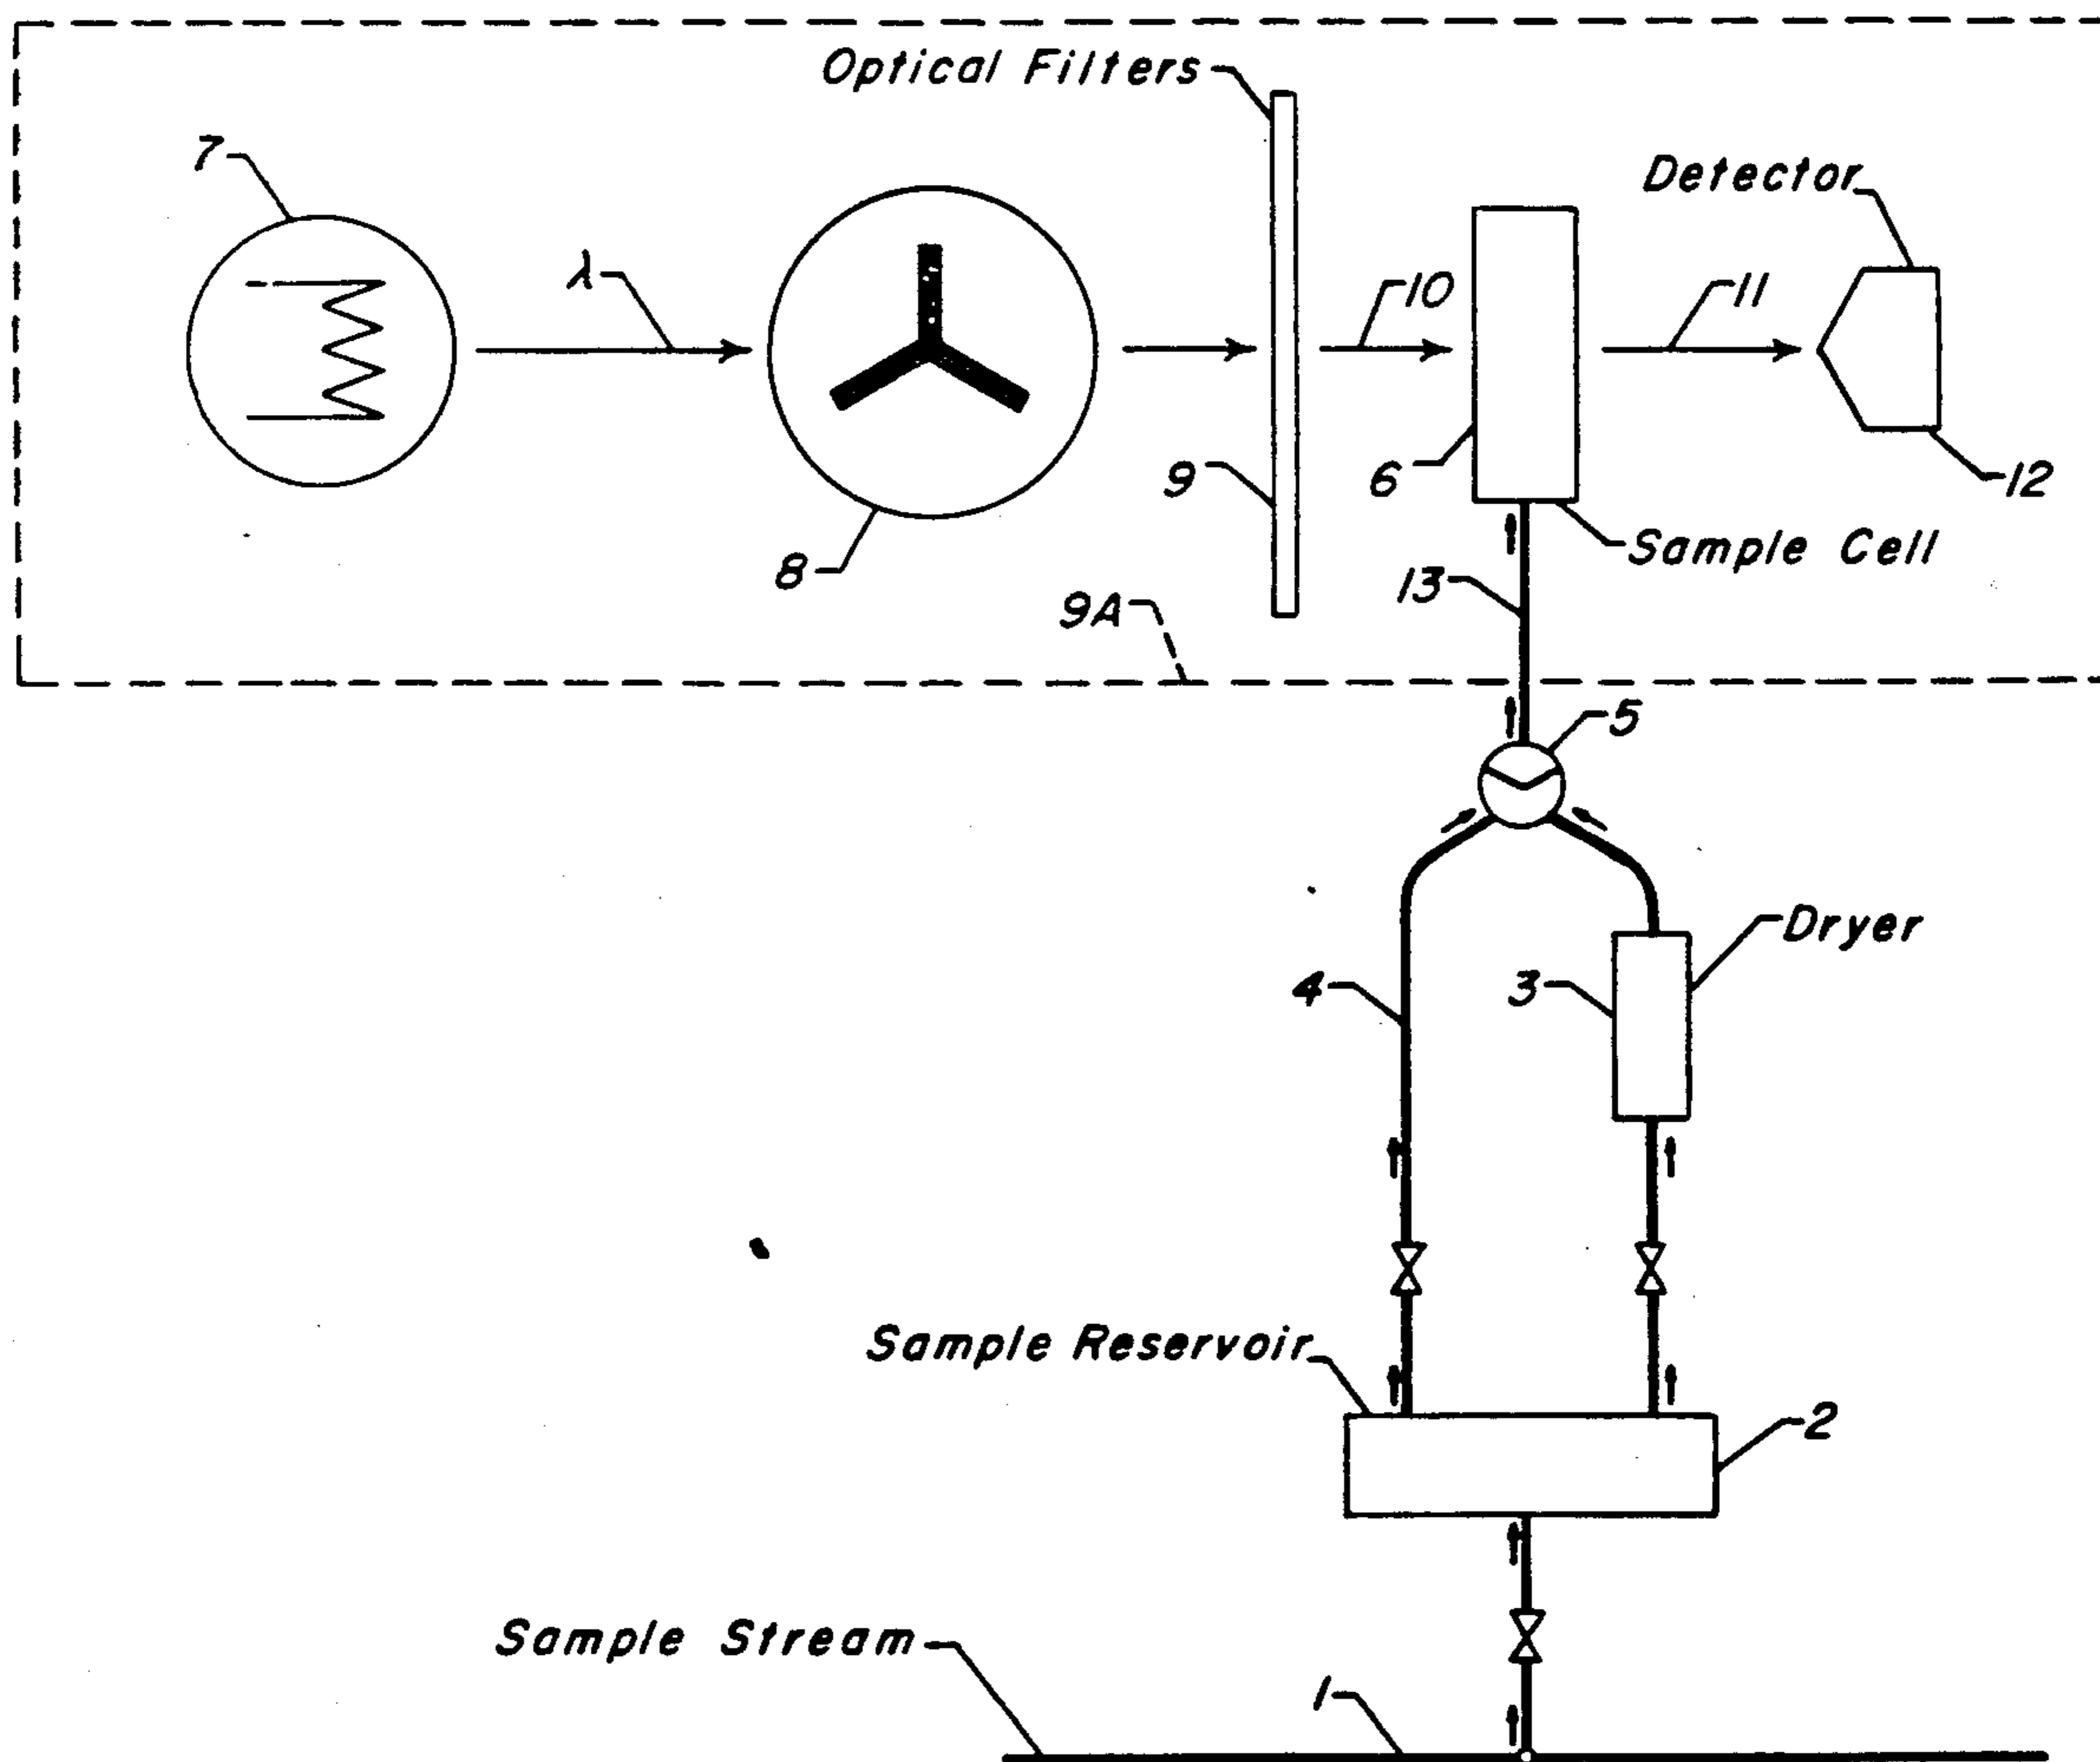 Optical Filters
7
Detector
λ
10
11
9
6
12
8
Sample Cell
13
9A
5
Dryer
4
3
Sample Reservoir
2
Sample Stream
1